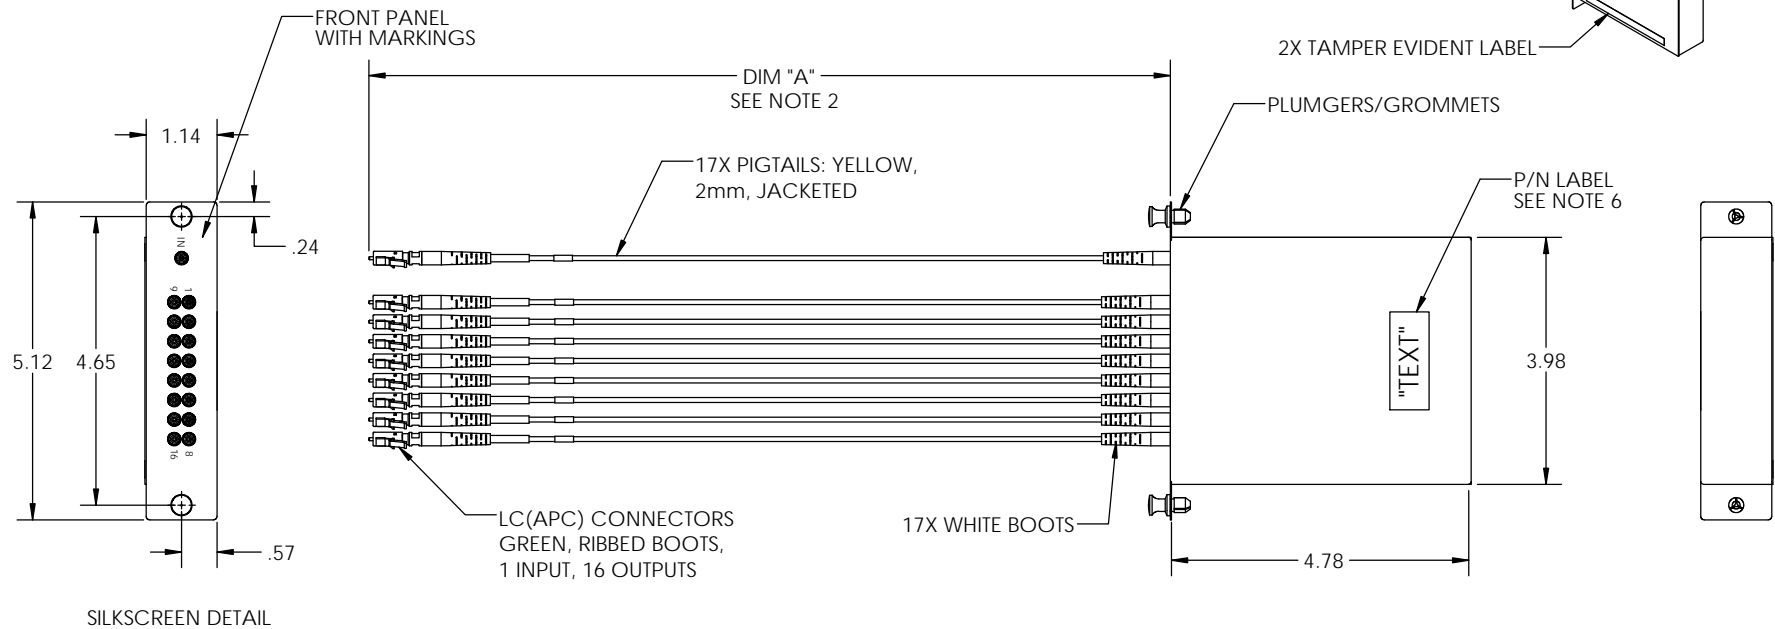 FRONT PANEL
WITH MARKINGS
2X TAMPER EVIDENT LABEL
DIM "A"
SEE NOTE 2
PLUMGERS/GROMMETS
1.14
17X PIGTAILS: YELLOW,
2mm, JACKETED
P/N LABEL
SEE NOTE 6
.24
IN
9 1
5.12
4.65
"TEXT"
3.98
16 8
LC(APC) CONNECTORS
GREEN, RIBBED BOOTS,
1 INPUT, 16 OUTPUTS
17X WHITE BOOTS
.57
4.78
SILKSCREEN DETAIL